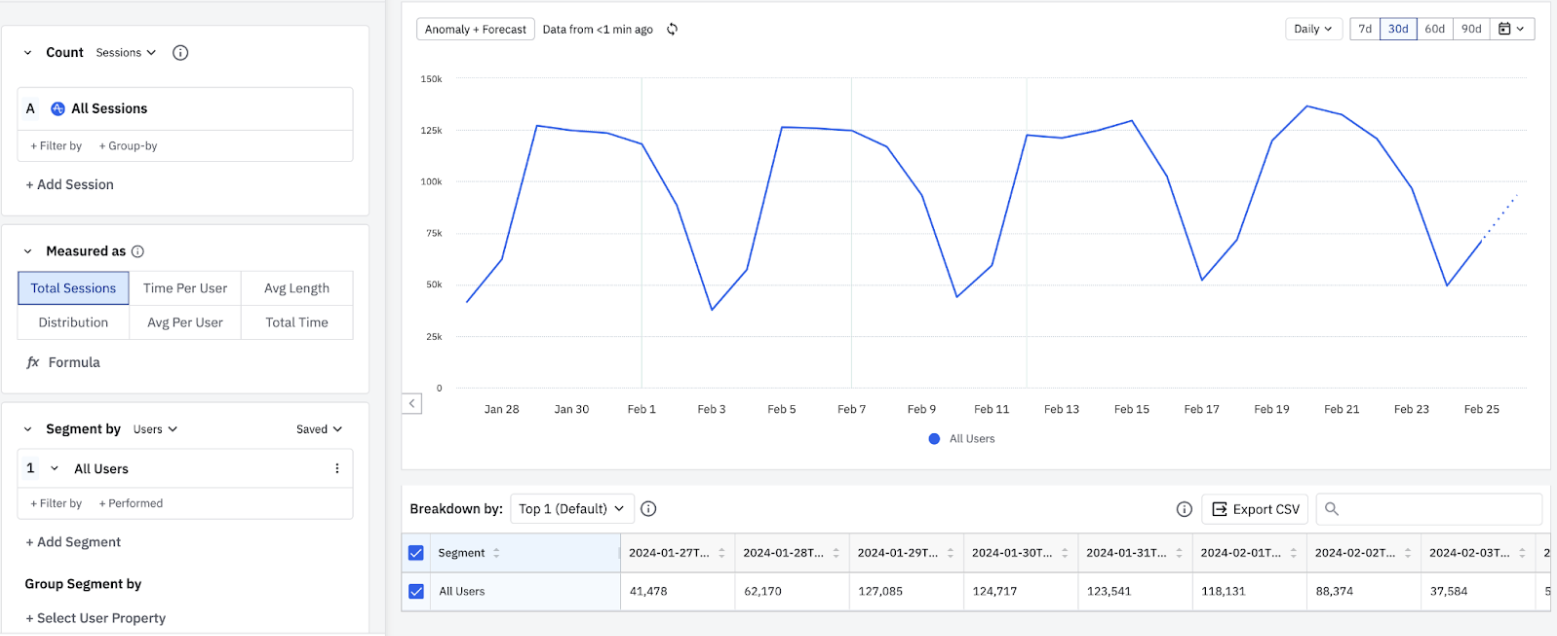 Count Sessions
A All Sessions
+ Filter by + Group-by
+ Add Session
Measured as
Total Sessions Time Per User Avg Length
Distribution Avg Per User Total Time
fx Formula
Segment by Users Saved
1 All Users
+ Filter by + Performed
+ Add Segment
Group Segment by
+ Select User Property
Anomaly + Forecast Data from <1 min ago Daily 7d 30d 60d 90d
150k
125k
100k
75k
50k
25k
0
Jan 28 Jan 30 Feb 1 Feb 3 Feb 5 Feb 7 Feb 9 Feb 11 Feb 13 Feb 15 Feb 17 Feb 19 Feb 21 Feb 23 Feb 25
All Users
Breakdown by: Top 1 (Default) Export CSV
Segment 2024-01-27T... 2024-01-28T... 2024-01-29T... 2024-01-30T... 2024-01-31T... 2024-02-01T... 2024-02-02T... 2024-02-03T... 2
All Users 41,478 62,170 127,085 124,717 123,541 118,131 88,374 37,584 5